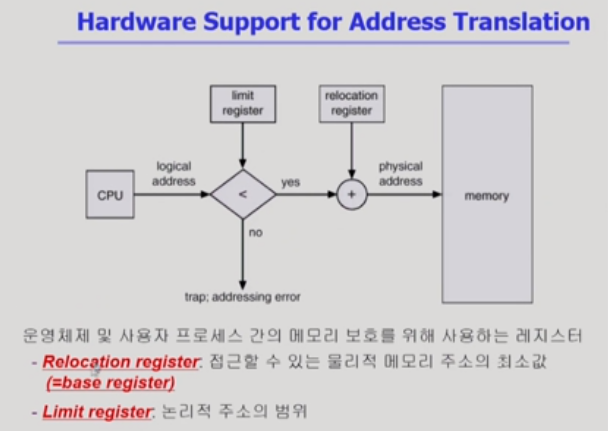 Hardware Support for Address Translation
limit
register
relocation
register
logical
address
physical
address
CPU
<
yes
+
memory
no
trap; addressing error
운영체제 및 사용자 프로세스 간의 메모리 보호를 위해 사용하는 레지스터
- Relocation register: 접근할 수 있는 물리적 메모리 주소의 최소값
(=base register)
- Limit register: 논리적 주소의 범위